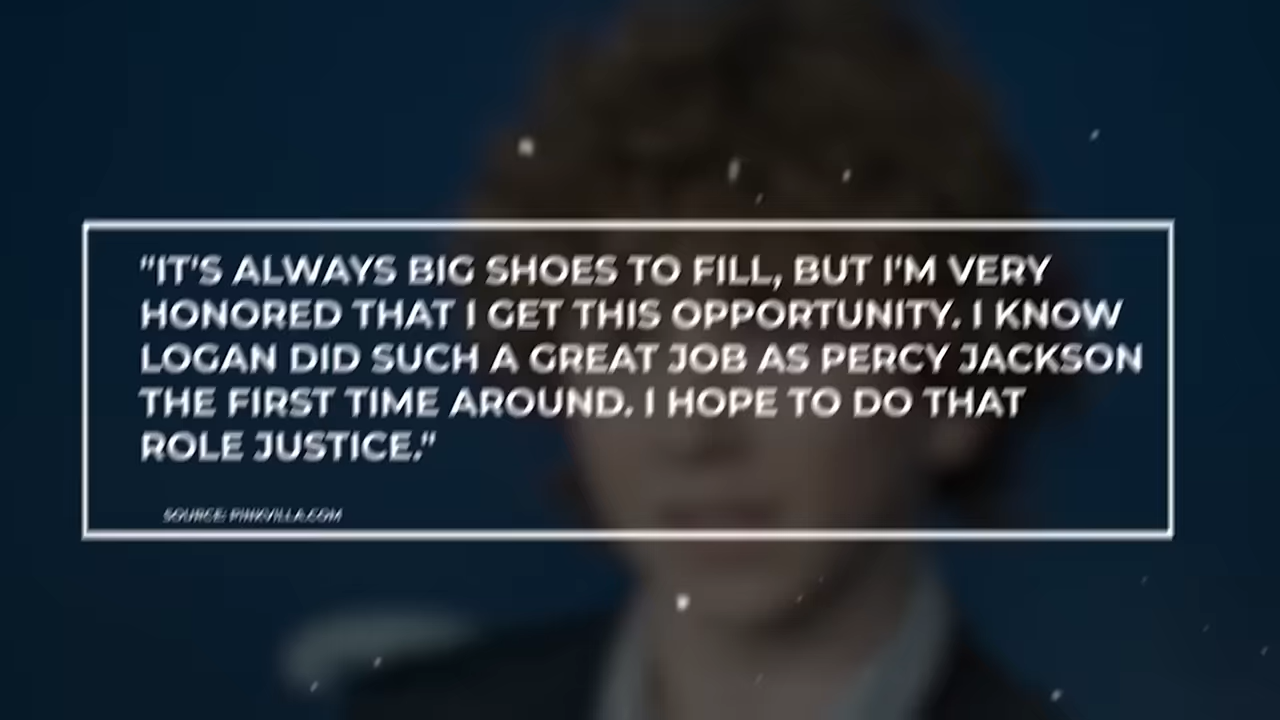 "IT'S ALWAYS BIG SHOES TO FILL, BUT I'M VERY
HONORED THAT I GET THIS OPPORTUNITY. I KNOW
LOGAN DID SUCH A GREAT JOB AS PERCY JACKSON
THE FIRST TIME AROUND. I HOPE TO DO THAT
ROLE JUSTICE."
SOURCE: PINKVILLA.COM